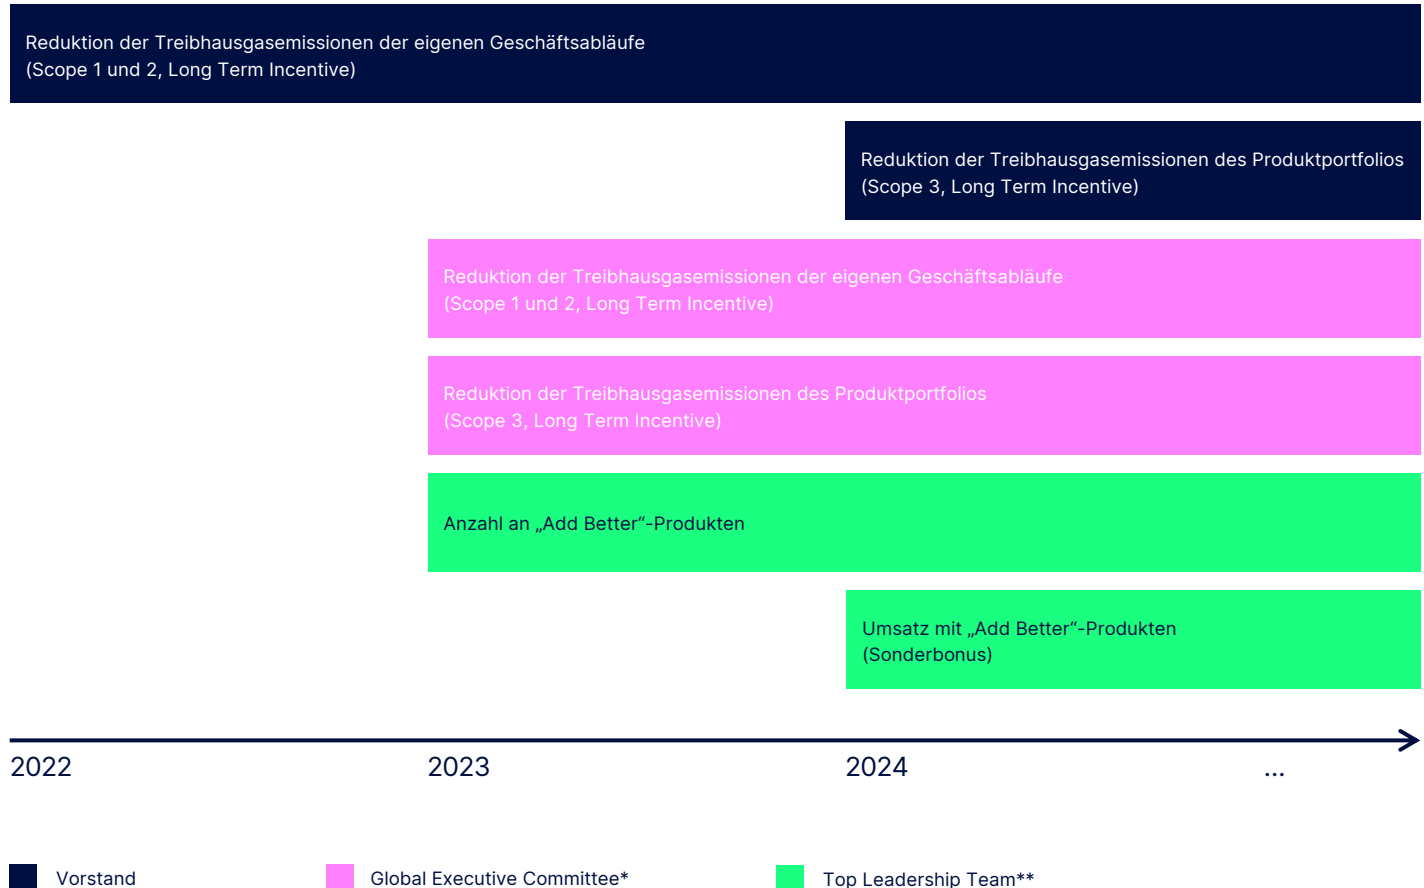 Reduktion der Treibhausgasemissionen der eigenen Geschäftsabläufe
(Scope 1 und 2, Long Term Incentive)
Reduktion der Treibhausgasemissionen des Produktportfolios
(Scope 3, Long Term Incentive)
Reduktion der Treibhausgasemissionen der eigenen Geschäftsabläufe
(Scope 1 und 2, Long Term Incentive)
Reduktion der Treibhausgasemissionen des Produktportfolios
(Scope 3, Long Term Incentive)
Anzahl an „Add Better“-Produkten
Umsatz mit „Add Better“-Produkten
(Sonderbonus)
2022 2023 2024 ...
Vorstand Global Executive Committee* Top Leadership Team**